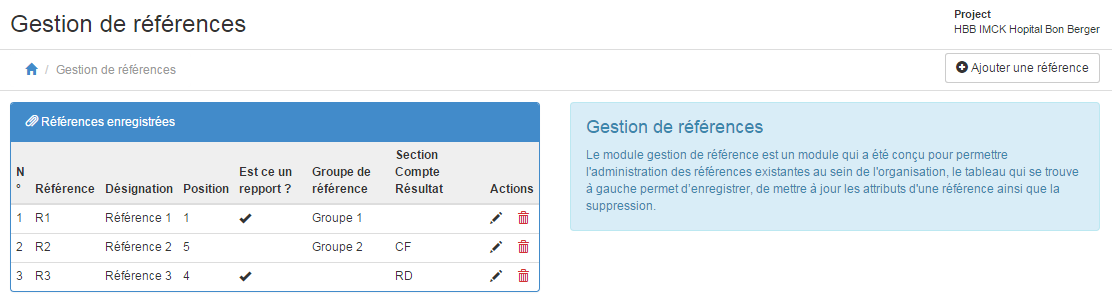 Gestion de références
Project
HBB IMCK Hopital Bon Berger
/ Gestion de références
Ajouter une référence
Références enregistrées
N° Référence Désignation Position Est ce un repport ? Groupe de référence Section Compte Résultat Actions
1 R1 Référence 1 1 Groupe 1
2 R2 Référence 2 5 Groupe 2 CF
3 R3 Référence 3 4 RD
Gestion de références
Le module gestion de référence est un module qui a été conçu pour permettre
l'administration des références existantes au sein de l'organisation, le tableau qui se trouve
à gauche permet d'enregistrer, de mettre à jour les attributs d'une référence ainsi que la
suppression.